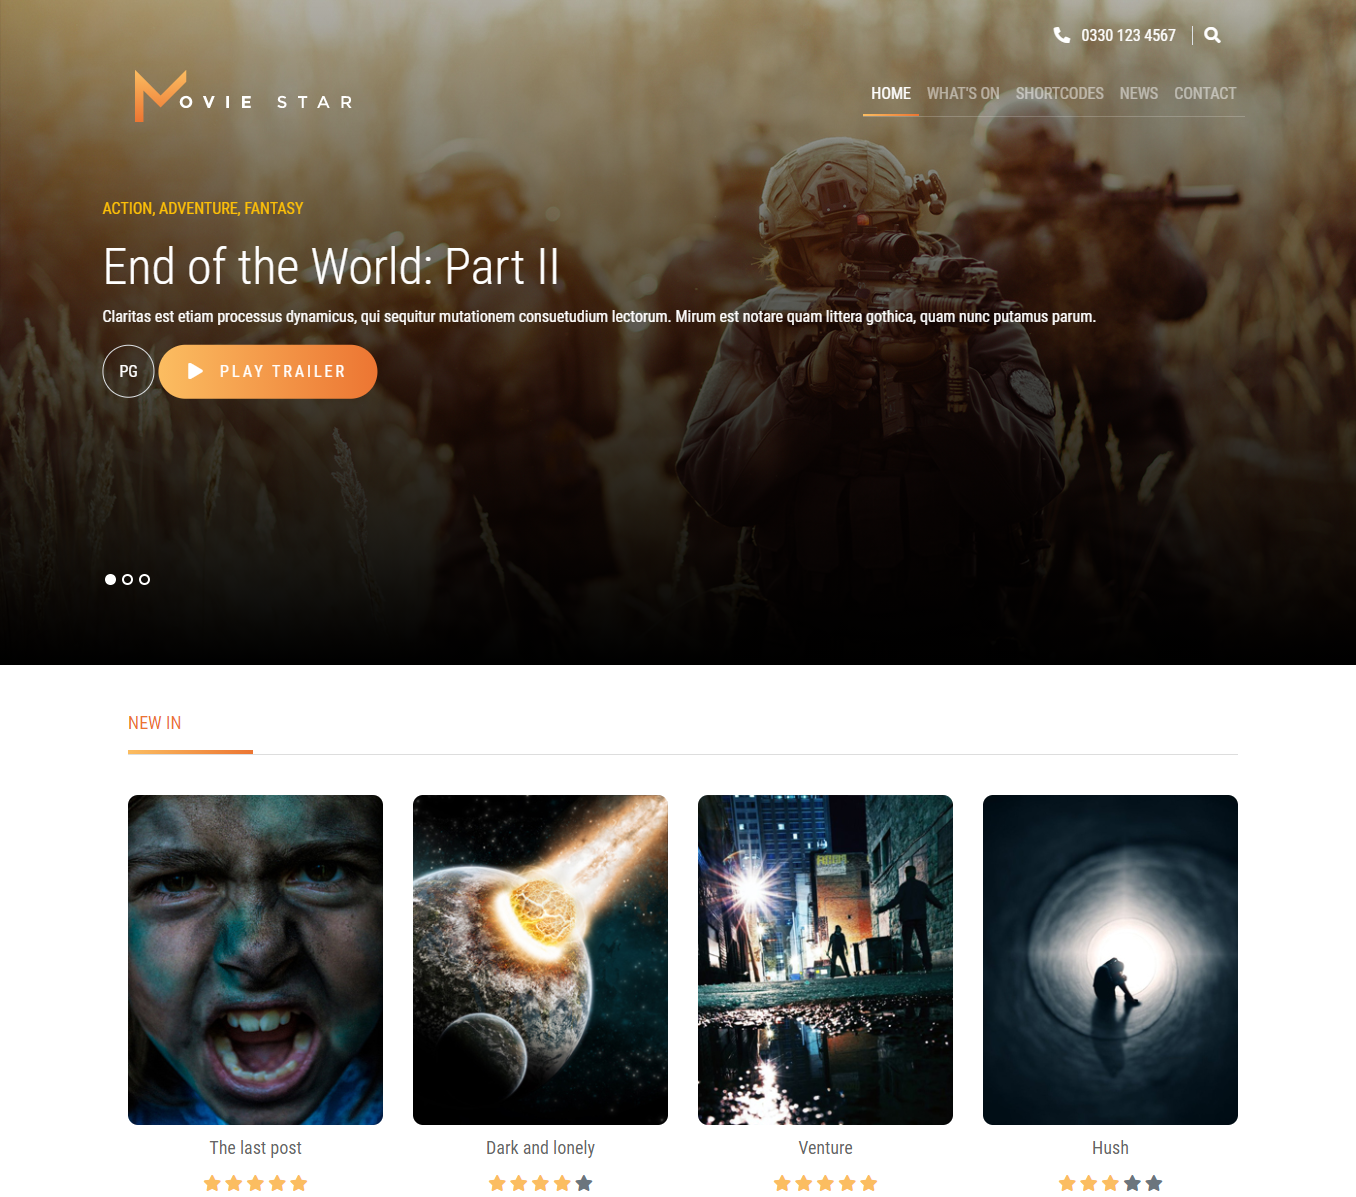 0330 123 4567
MOVIE STAR
HOME WHAT'S ON SHORTCODES NEWS CONTACT
ACTION, ADVENTURE, FANTASY
End of the World: Part II
Claritas est etiam processus dynamicus, qui sequitur mutationem consuetudium lectorum. Mirum est notare quam littera gothica, quam nunc putamus parum.
PG PLAY TRAILER
NEW IN
The last post
Dark and lonely
Venture
Hush